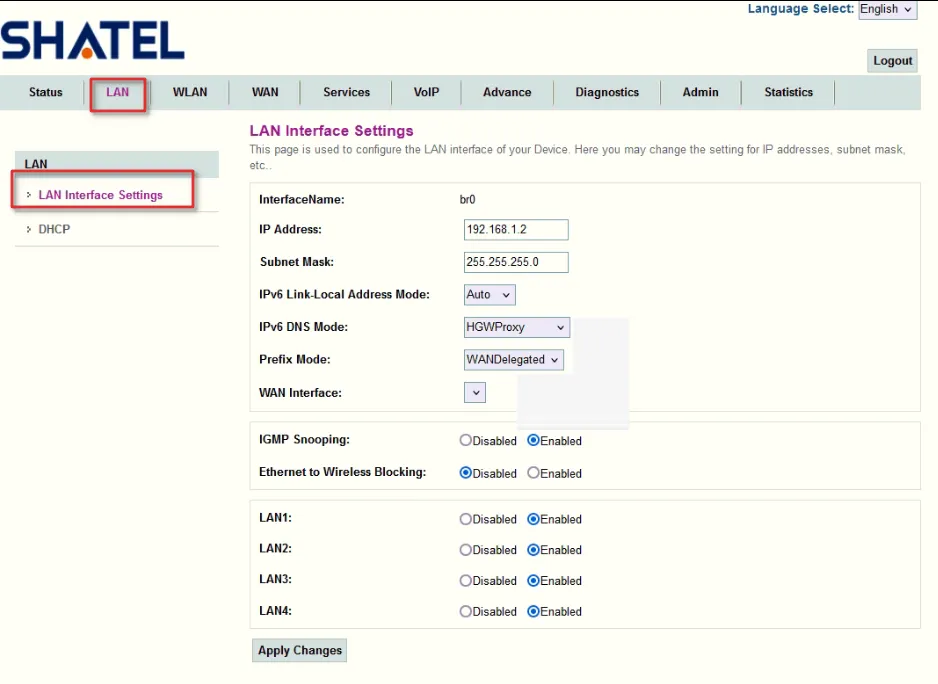 Language Select: English
SHATEL
Logout
Status LAN WLAN WAN Services VoIP Advance Diagnostics Admin Statistics
LAN
LAN Interface Settings
DHCP
LAN Interface Settings
This page is used to configure the LAN interface of your Device. Here you may change the setting for IP addresses, subnet mask,
etc..
InterfaceName: br0
IP Address: 192.168.1.2
Subnet Mask: 255.255.255.0
IPv6 Link-Local Address Mode: Auto
IPv6 DNS Mode: HGWProxy
Prefix Mode: WANDelegated
WAN Interface:
IGMP Snooping: Disabled Enabled
Ethernet to Wireless Blocking: Disabled Enabled
LAN1: Disabled Enabled
LAN2: Disabled Enabled
LAN3: Disabled Enabled
LAN4: Disabled Enabled
Apply Changes